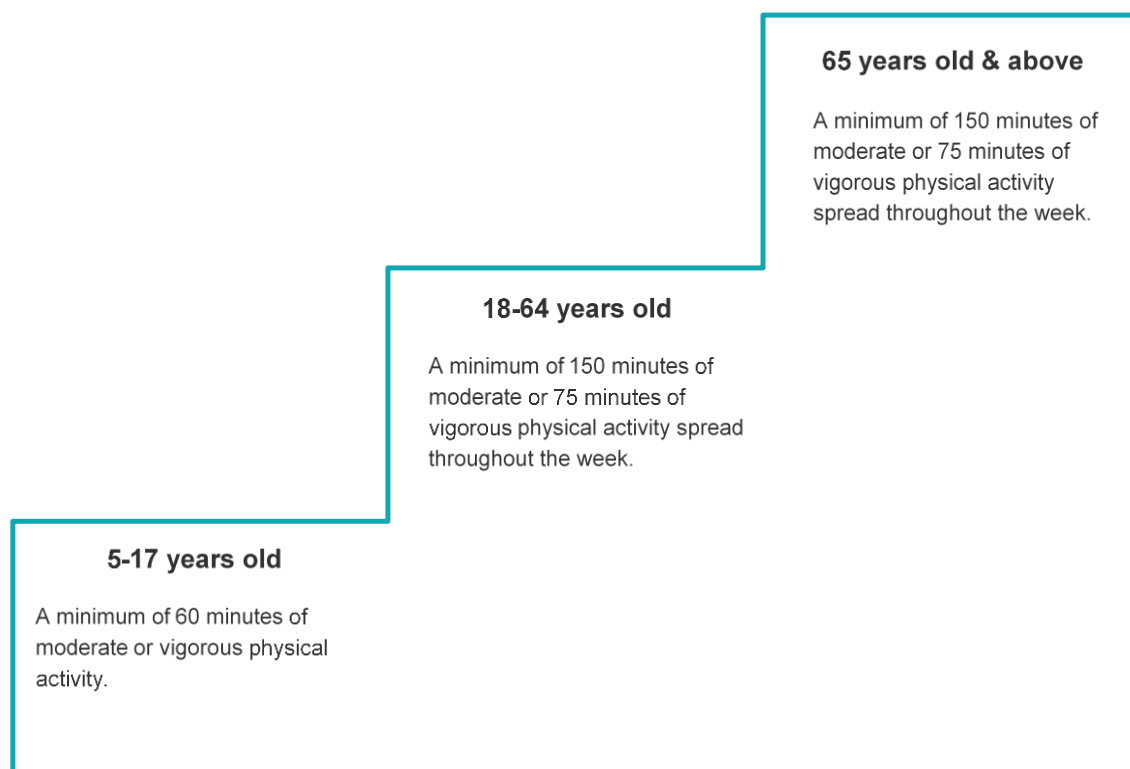 65 years old & above
A minimum of 150 minutes of
moderate or 75 minutes of
vigorous physical activity
spread throughout the week.
18-64 years old
A minimum of 150 minutes of
moderate or 75 minutes of
vigorous physical activity spread
throughout the week.
5-17 years old
A minimum of 60 minutes of
moderate or vigorous physical
activity.